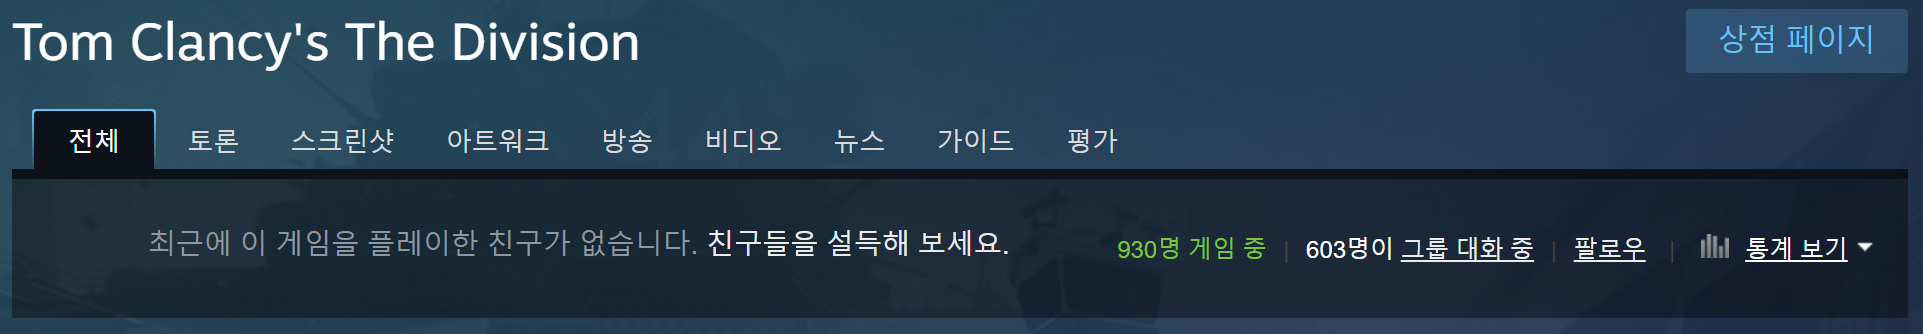 Tom Clancy's The Division
상점 페이지
전체 토론 스크린샷 아트워크 방송 비디오 뉴스 가이드 평가
최근에 이 게임을 플레이한 친구가 없습니다. 친구들을 설득해 보세요. 930명 게임 중 | 603명이 그룹 대화 중 | 팔로우 | 통계 보기